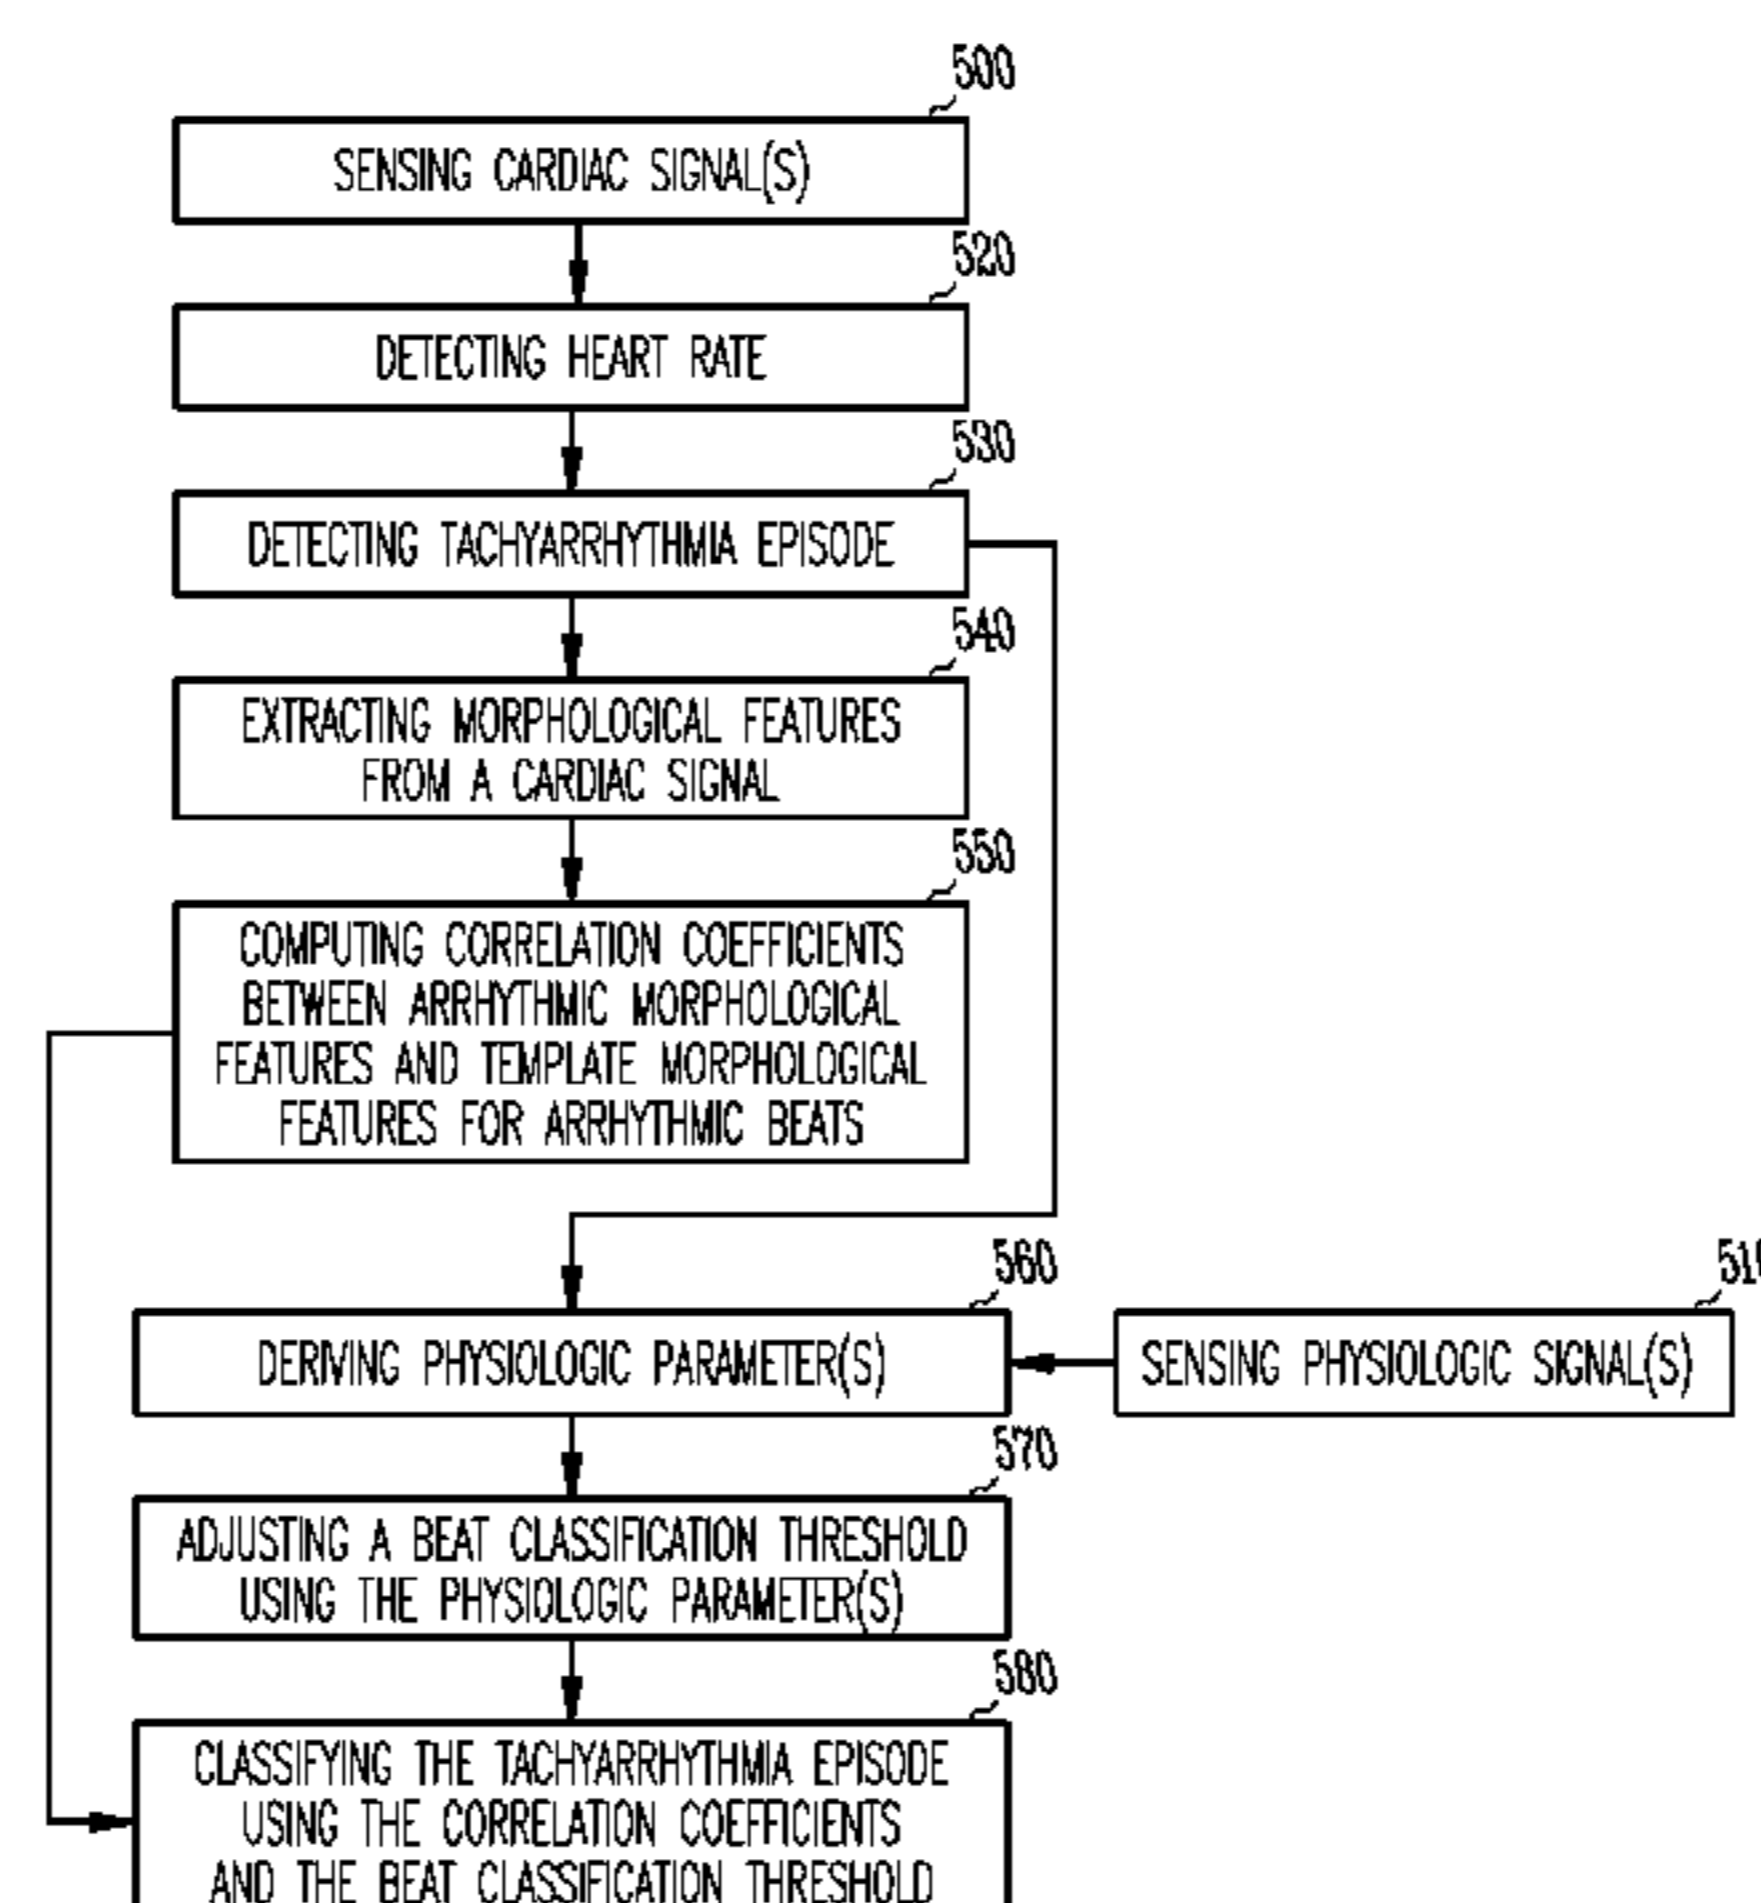 500
SENSING CARDIAC SIGNAL(S)
520
DETECTING HEART RATE
530
DETECTING TACHYARRHYTHMIA EPISODE
540
EXTRACTING MORPHOLOGICAL FEATURES
FROM A CARDIAC SIGNAL
550
COMPUTING CORRELATION COEFFICIENTS
BETWEEN ARRHYTHMIC MORPHOLOGICAL
FEATURES AND TEMPLATE MORPHOLOGICAL
FEATURES FOR ARRHYTHMIC BEATS
560
DERIVING PHYSIOLOGIC PARAMETER(S)
510
SENSING PHYSIOLOGIC SIGNAL(S)
570
ADJUSTING A BEAT CLASSIFICATION THRESHOLD
USING THE PHYSIOLOGIC PARAMETER(S)
580
CLASSIFYING THE TACHYARRHYTHMIA EPISODE
USING THE CORRELATION COEFFICIENTS
AND THE BEAT CLASSIFICATION THRESHOLD